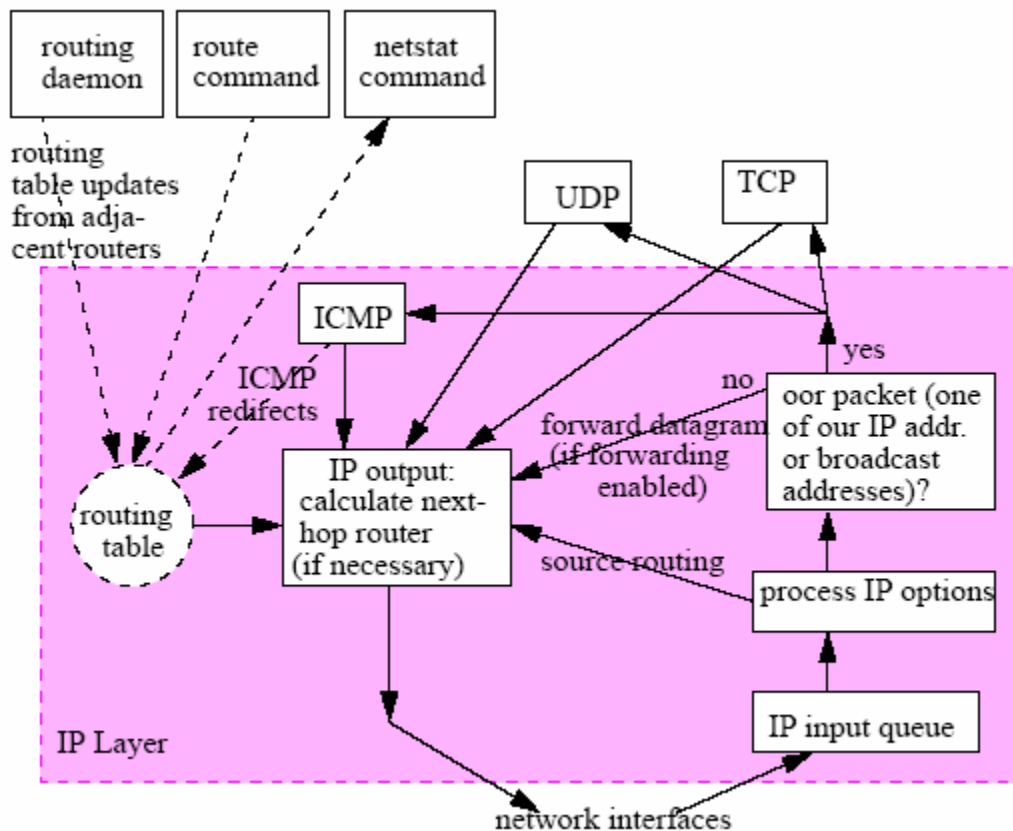 routing
daemon
route
command
netstat
command
routing
table updates
from adja-
cent routers
UDP
TCP
ICMP
ICMP
redifects
yes
no
oor packet (one
of our IP addr.
or broadcast
addresses)?
forward datagram
(if forwarding
enabled)
IP output:
calculate next-
hop router
(if necessary)
routing
table
source routing
process IP options
IP input queue
IP Layer
network interfaces